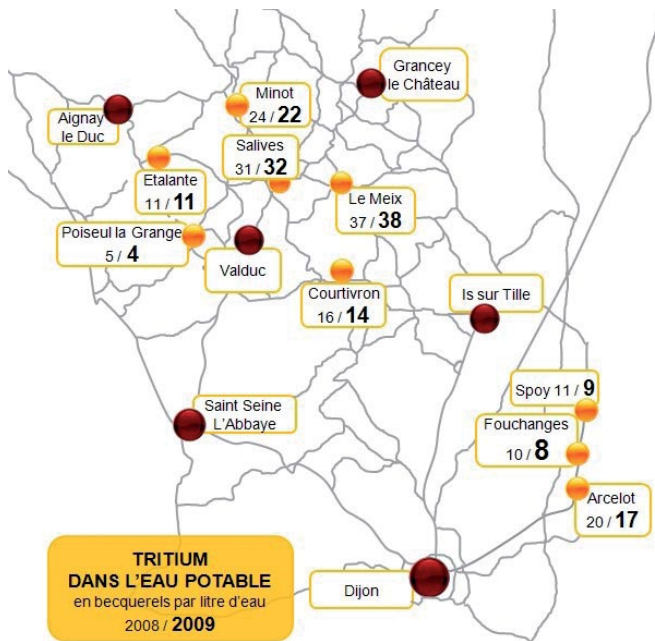 Grancey
le Château
Minot
24 / 22
Aignay
le Duc
Salives
31 / 32
Etalante
11 / 11
Le Meix
37 / 38
Poiseul la Grange
5 / 4
Valduc
Courtivron
16 / 14
Is sur Tille
Spoy 11 / 9
Saint Seine
L'Abbaye
Fouchanges
10 / 8
Arcelot
20 / 17
TRITIUM
DANS L'EAU POTABLE
en becquerels par litre d'eau
2008 / 2009
Dijon